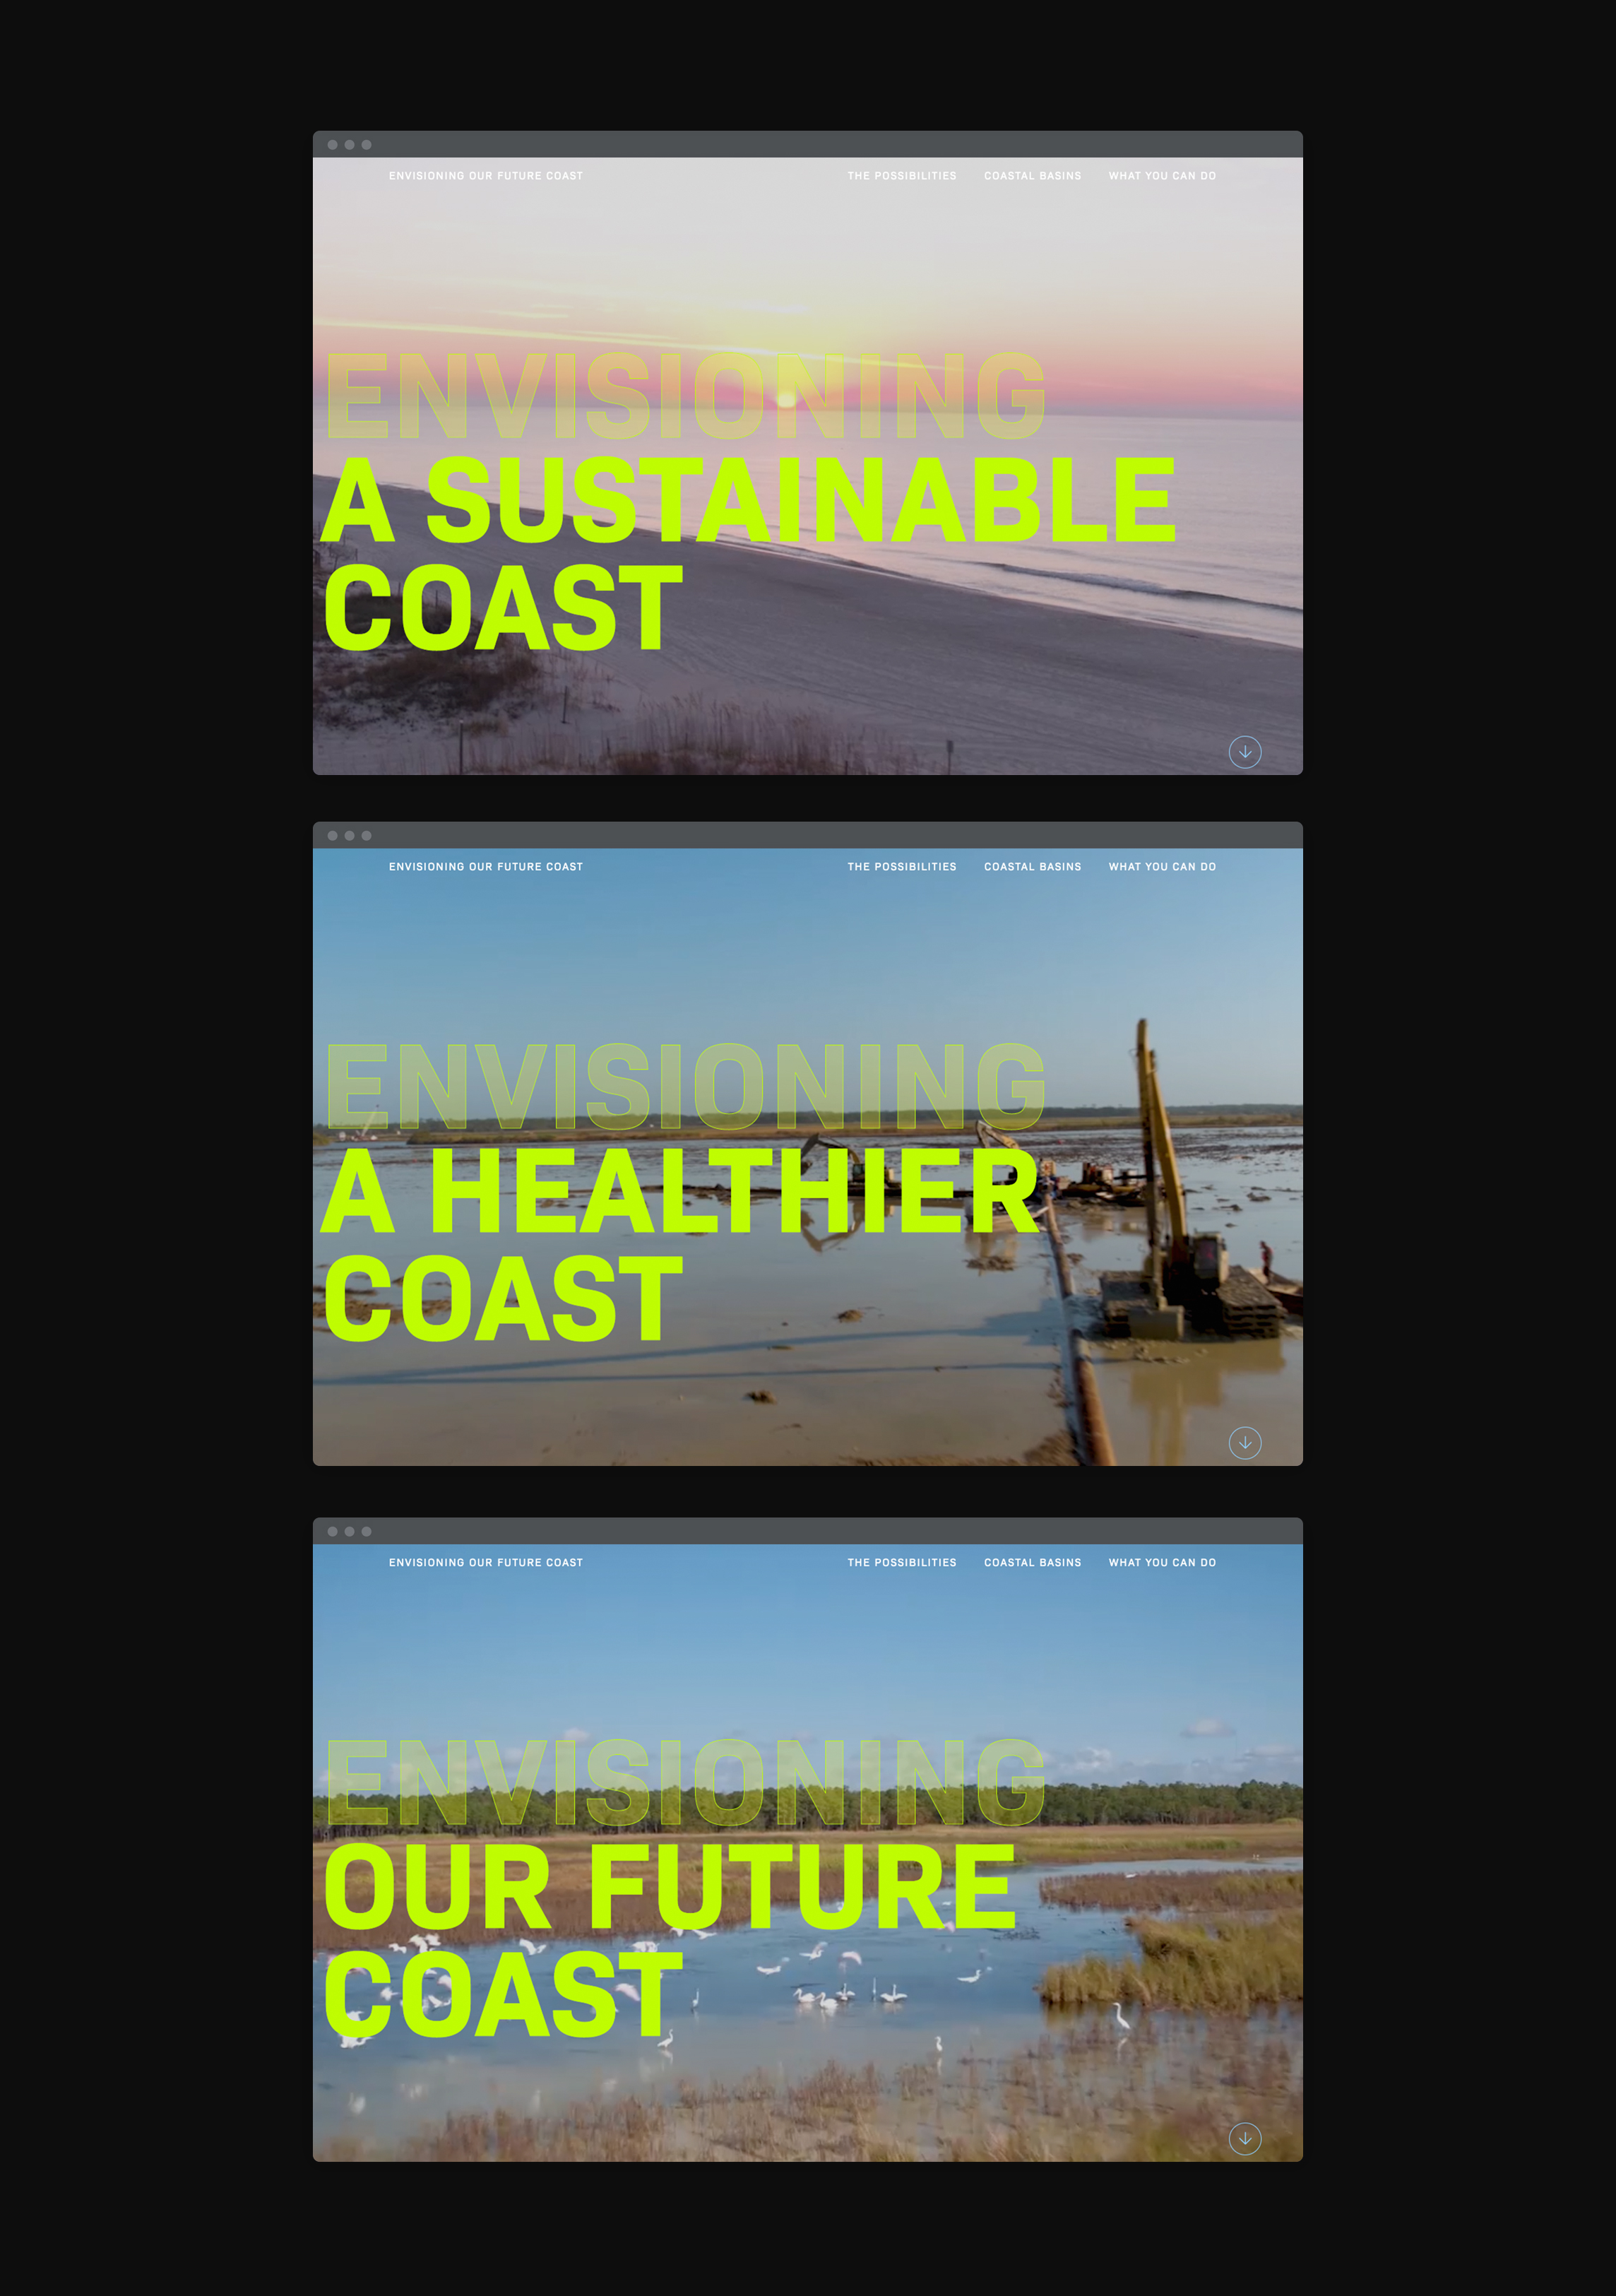 ENVISIONING OUR FUTURE COAST THE POSSIBILITIES COASTAL BASINS WHAT YOU CAN DO
ENVISIONING
A SUSTAINABLE
COAST
ENVISIONING OUR FUTURE COAST THE POSSIBILITIES COASTAL BASINS WHAT YOU CAN DO
ENVISIONING
A HEALTHIER
COAST
ENVISIONING OUR FUTURE COAST THE POSSIBILITIES COASTAL BASINS WHAT YOU CAN DO
ENVISIONING
OUR FUTURE
COAST